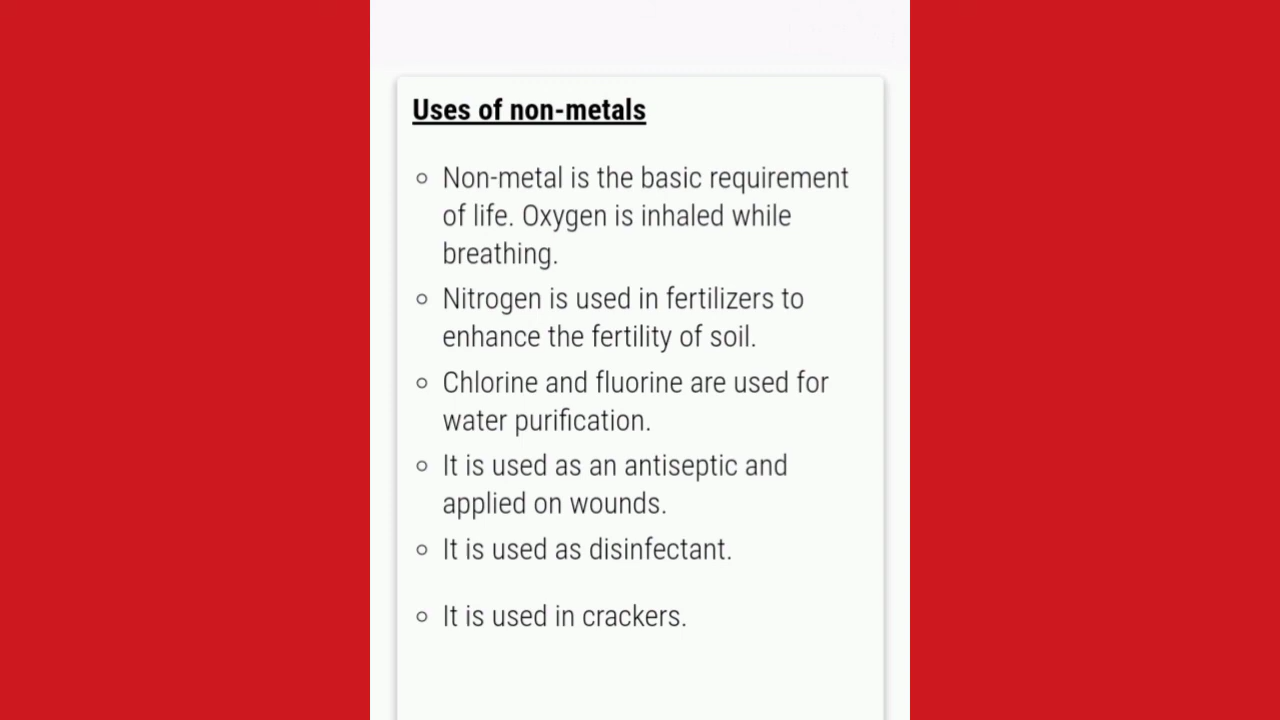 Uses of non-metals
Non-metal is the basic requirement
of life. Oxygen is inhaled while
breathing.
Nitrogen is used in fertilizers to
enhance the fertility of soil.
Chlorine and fluorine are used for
water purification.
It is used as an antiseptic and
applied on wounds.
It is used as disinfectant.
It is used in crackers.